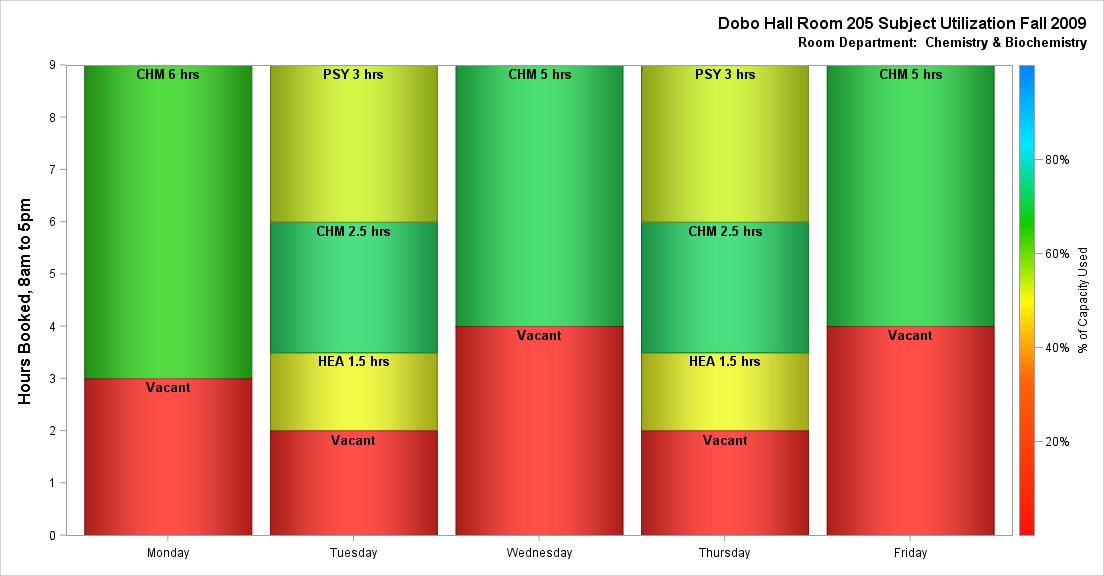 Dobo Hall Room 205 Subject Utilization Fall 2009
Room Department: Chemistry & Biochemistry
Hours Booked, 8am to 5pm
9
8
7
6
5
4
3
2
1
0
CHM 6 hrs
Vacant
PSY 3 hrs
CHM 2.5 hrs
HEA 1.5 hrs
Vacant
CHM 5 hrs
Vacant
PSY 3 hrs
CHM 2.5 hrs
HEA 1.5 hrs
Vacant
CHM 5 hrs
Vacant
Monday
Tuesday
Wednesday
Thursday
Friday
80%
60%
40%
20%
% of Capacity Used